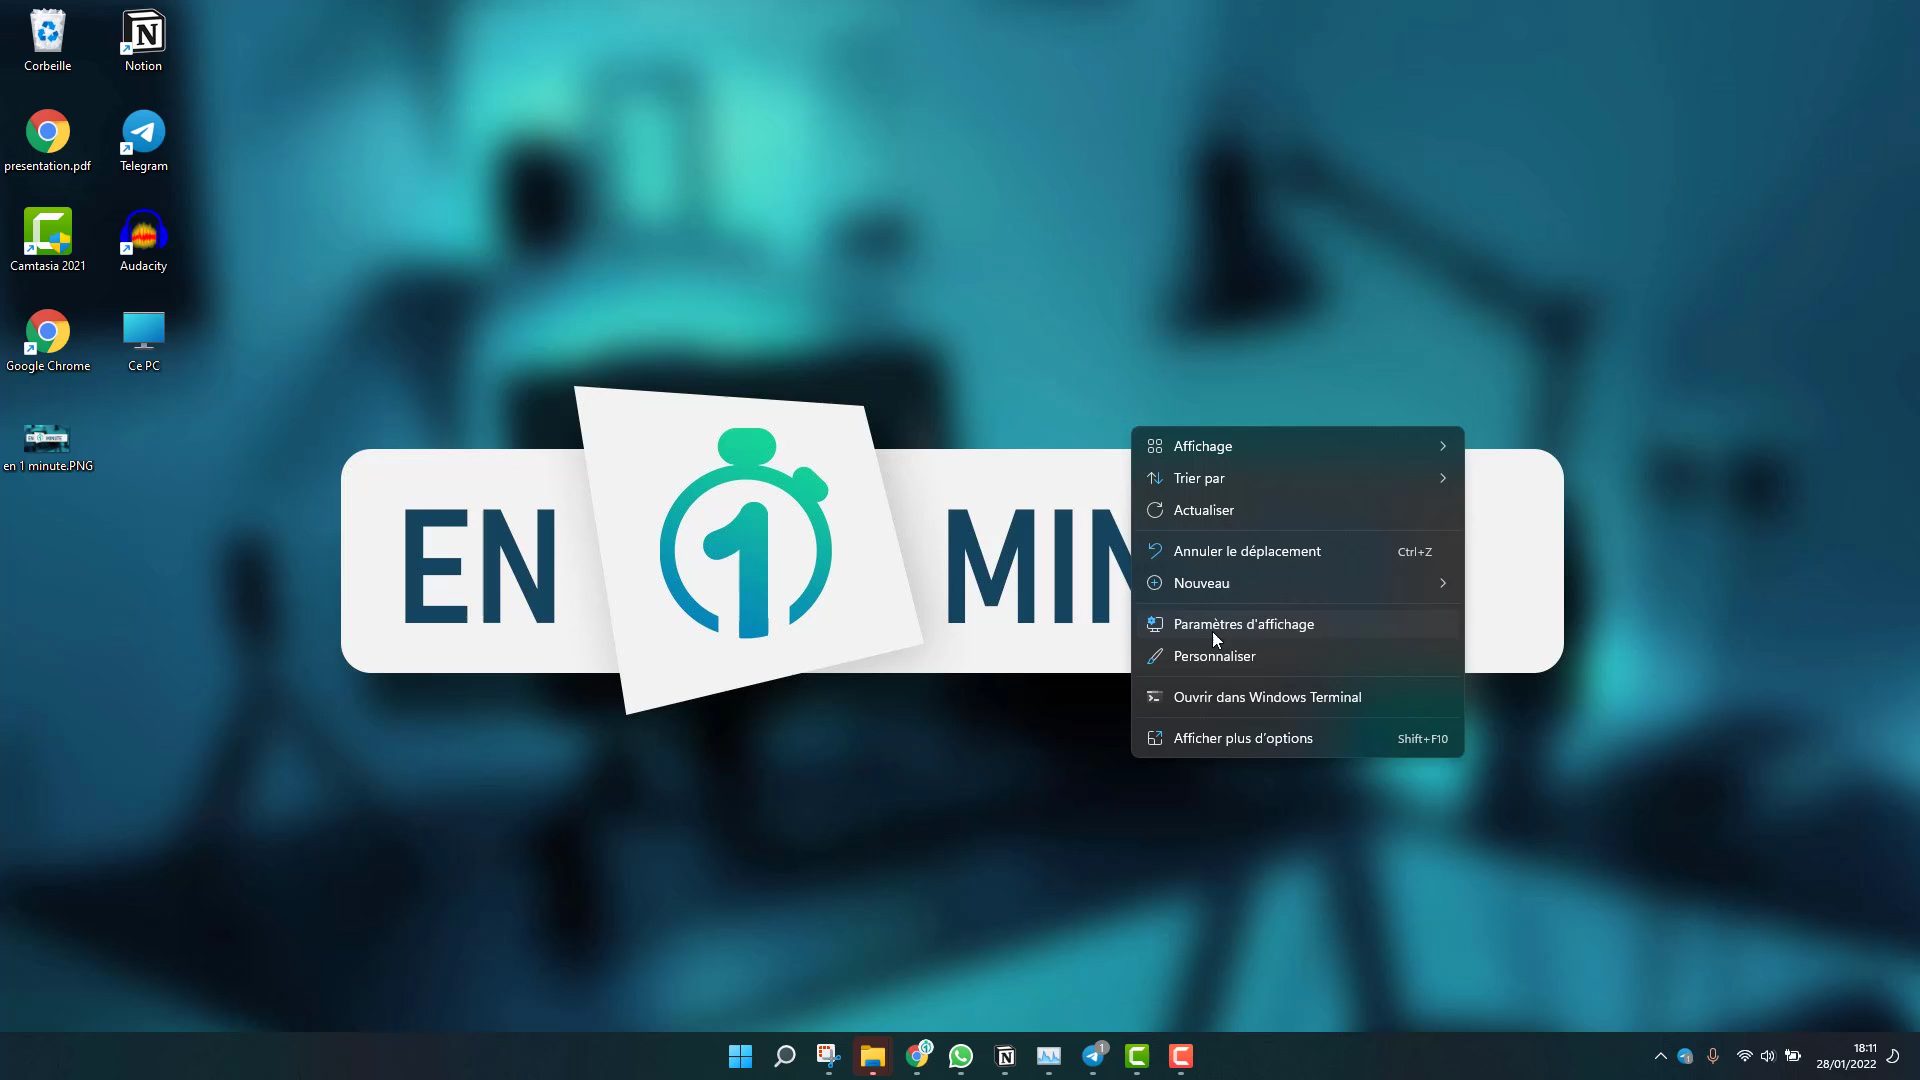 Corbeille
Notion
presentation.pdf
Telegram
Camtasia 2021
Audacity
Google Chrome
Ce PC
en 1 minute.PNG
EN 1 MIN
Affichage
Trier par
Actualiser
Annuler le déplacement Ctrl+Z
Nouveau
Paramètres d'affichage
Personnaliser
Ouvrir dans Windows Terminal
Afficher plus d’options Shift+F10
18:11
28/01/2022